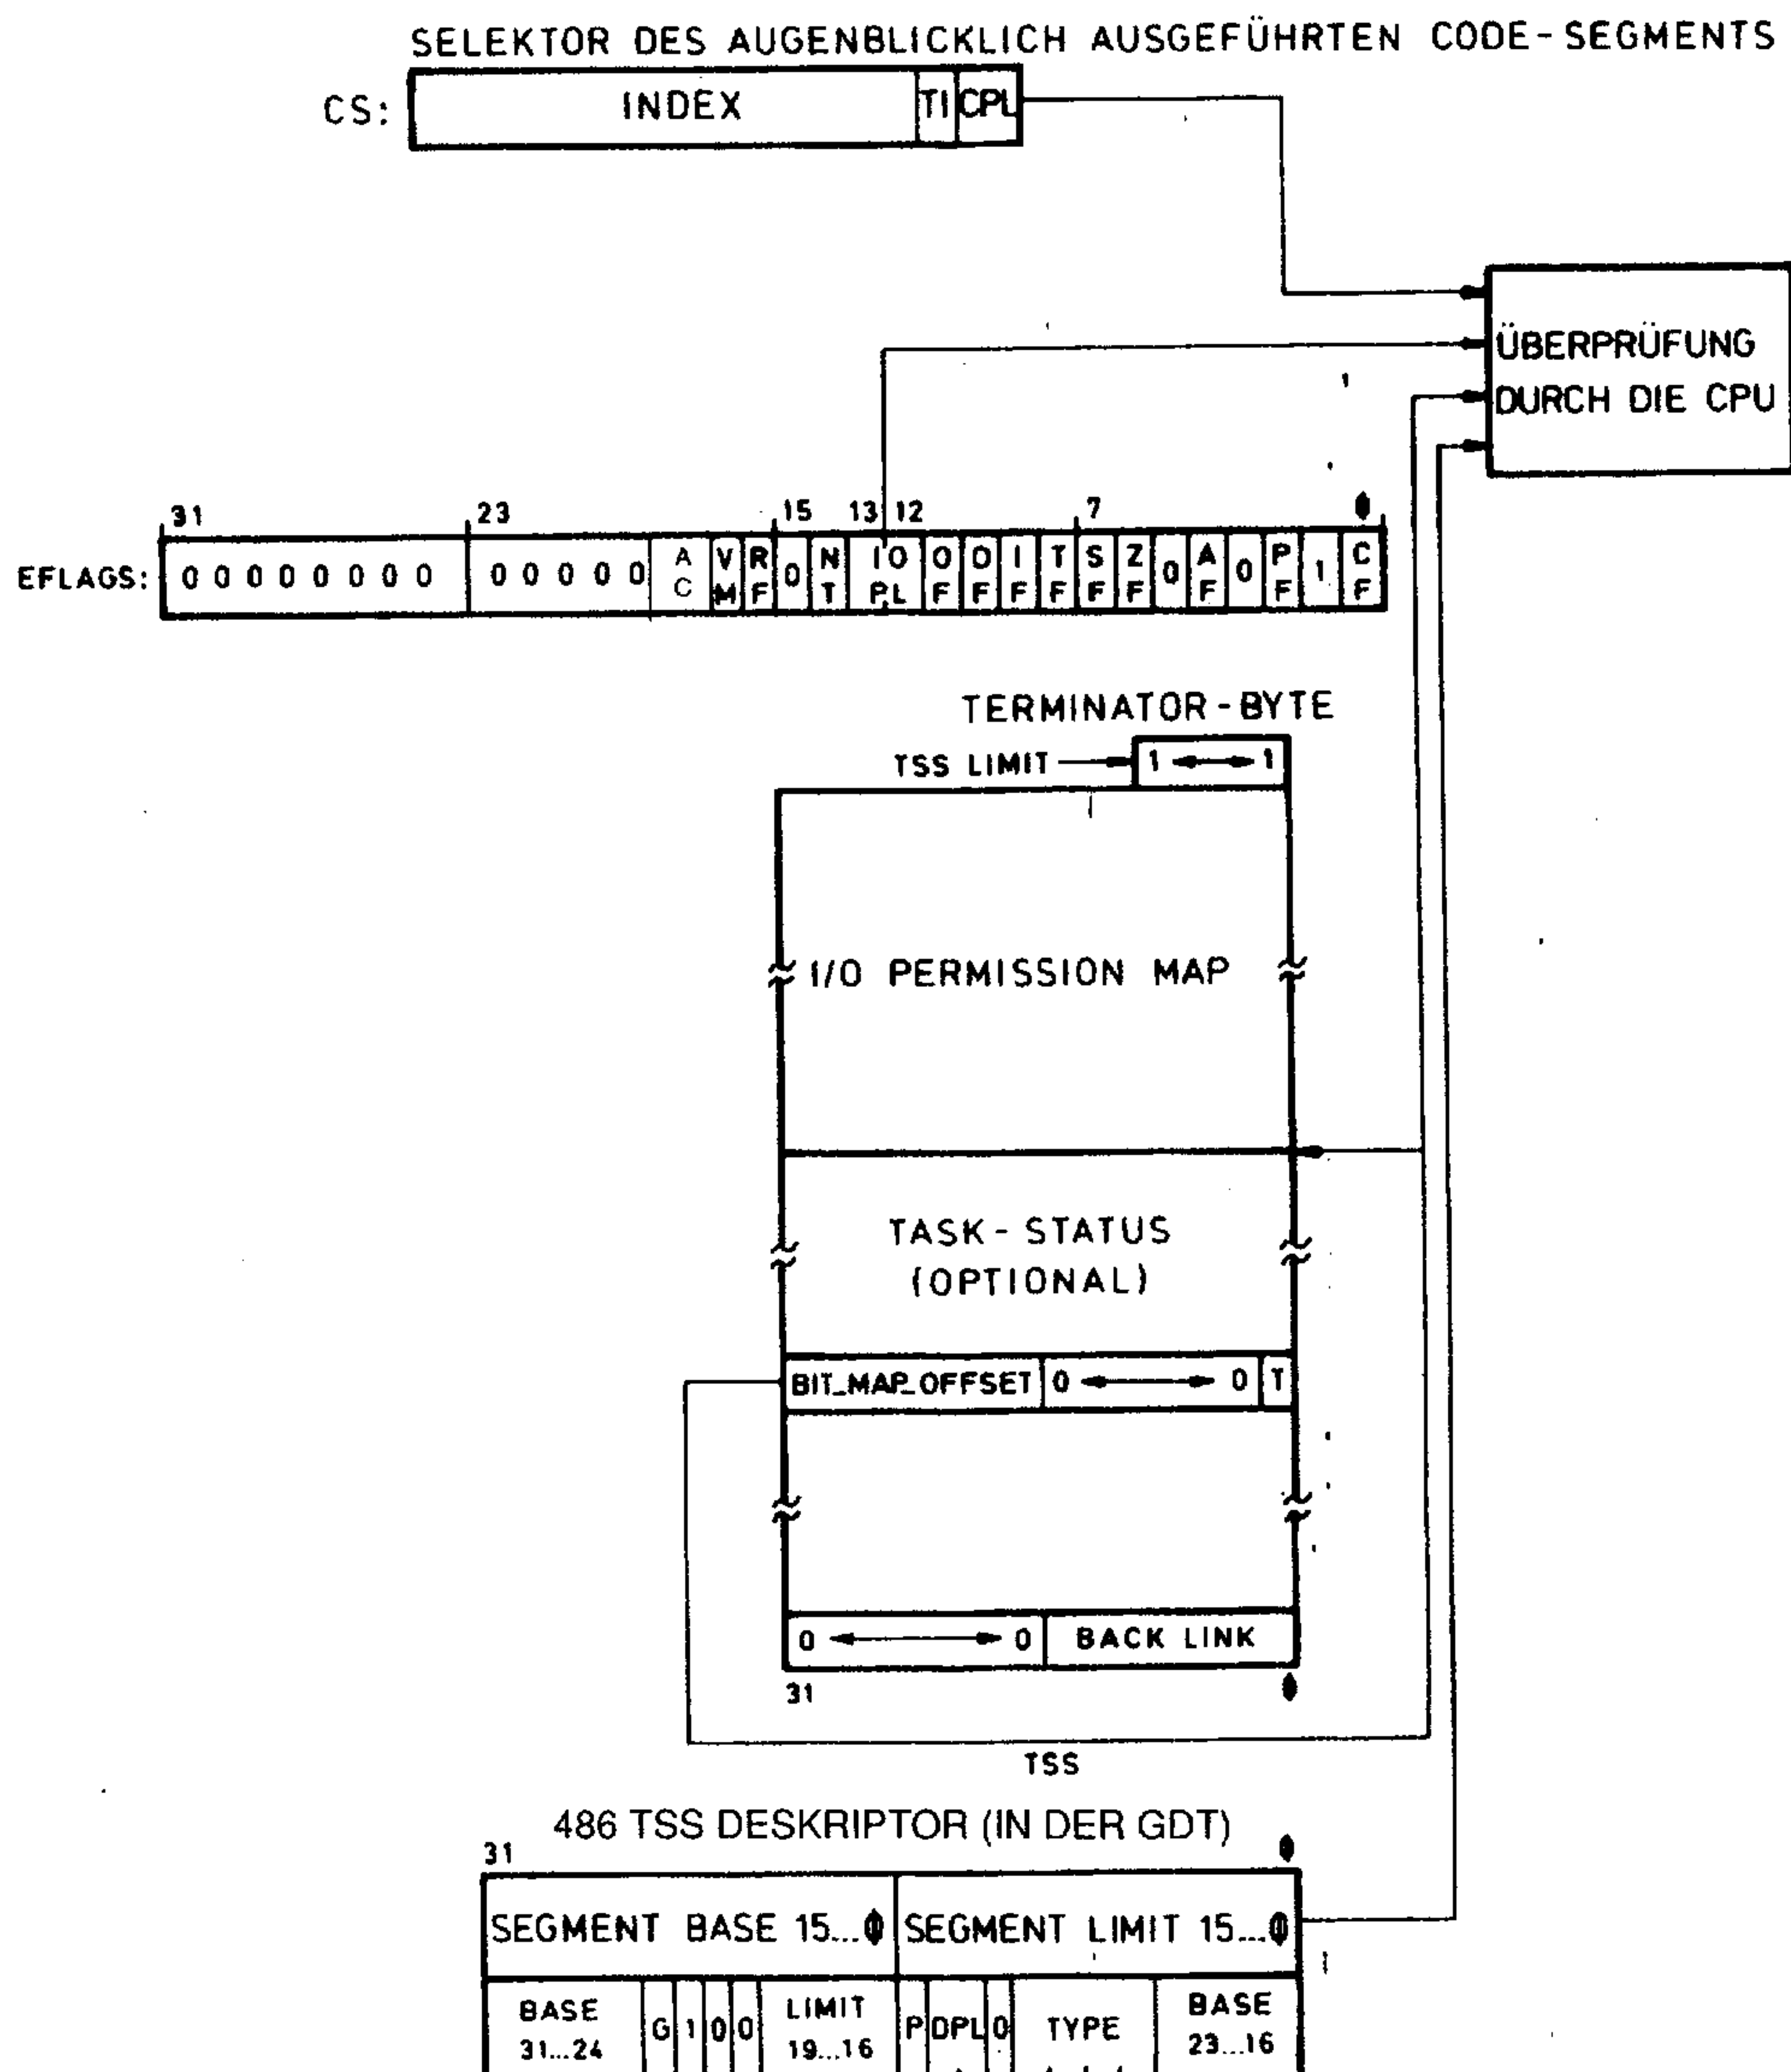 SELEKTOR DES AUGENBLICKLICH AUSGEFÜHRTEN CODE-SEGMENTS
CS: INDEX TI CPL
ÜBERPRÜFUNG
DURCH DIE CPU
31 23 15 13 12 7 0
EFLAGS: 0 0 0 0 0 0 0 0 0 0 0 0 0 AC VM RF 0 NT IOPL OF DF IF TF SF ZF 0 AF 0 PF 1 CF
TERMINATOR-BYTE
TSS LIMIT 1 1
I/O PERMISSION MAP
TASK-STATUS
(OPTIONAL)
BIT_MAP_OFFSET 0 0 T
0 0 BACK LINK
31 0
TSS
486 TSS DESKRIPTOR (IN DER GDT)
31 0
SEGMENT BASE 15...0 SEGMENT LIMIT 15...0
BASE 31...24 G 1 0 0 LIMIT 19...16 P DPL 0 TYPE BASE 23...16